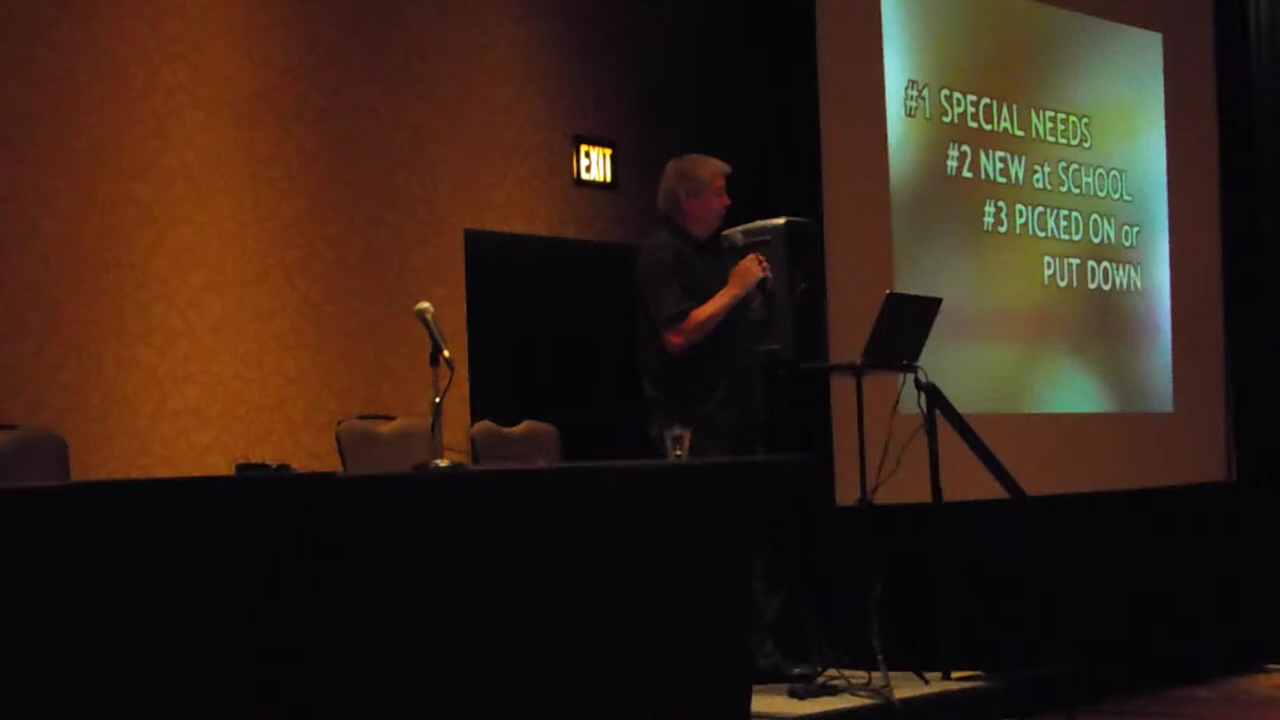 EXIT
#1 SPECIAL NEEDS
#2 NEW at SCHOOL
#3 PICKED ON or
PUT DOWN